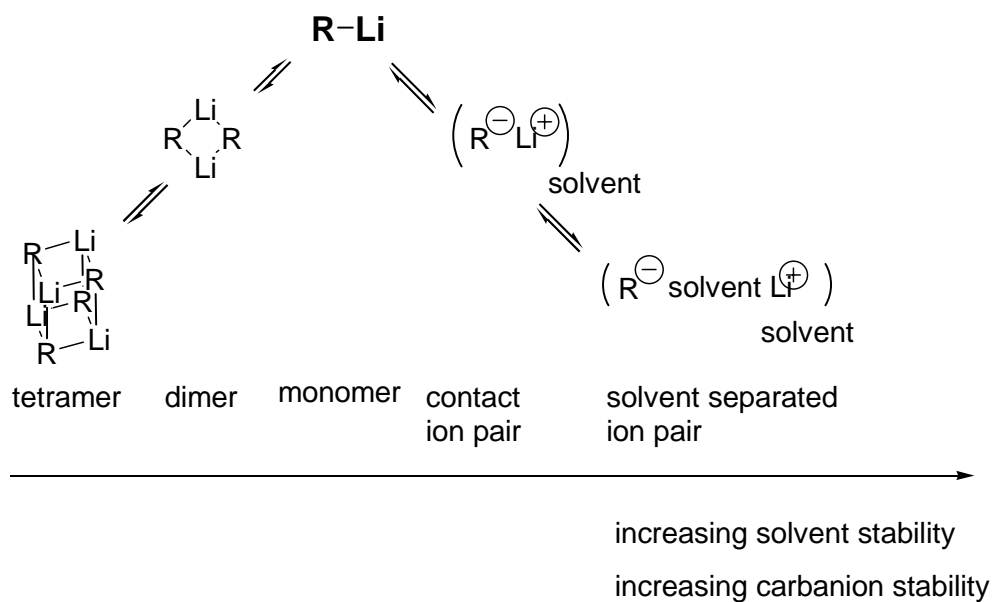 R–Li
Li
R R
Li
(R⊖Li⊕)
solvent
R Li
Li R
Li R
R Li
(R⊖ solvent Li⊕)
solvent
tetramer dimer monomer contact ion pair solvent separated ion pair
increasing solvent stability
increasing carbanion stability